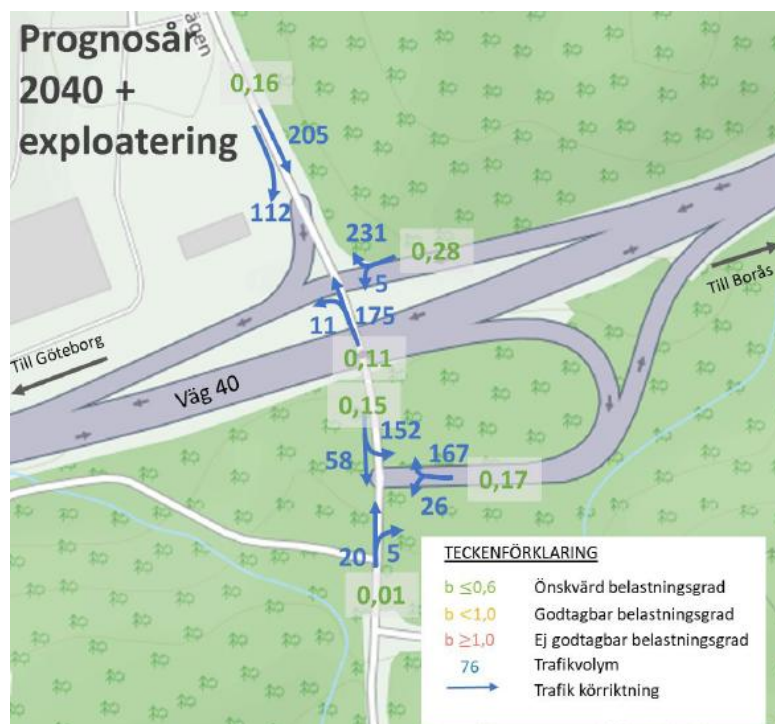 Prognosår
2040 +
exploatering
ägen
0,16
205
112
231
0,28
5
Till Borås
11
175
Till Göteborg
0,11
Väg 40
0,15
152
58
167
0,17
26
20
5
0,01
TECKENFÖRKLARING
b ≤0,6 Önskvärd belastningsgrad
b <1,0 Godtagbar belastningsgrad
b ≥1,0 Ej godtagbar belastningsgrad
76 Trafikvolym
Trafik körriktning